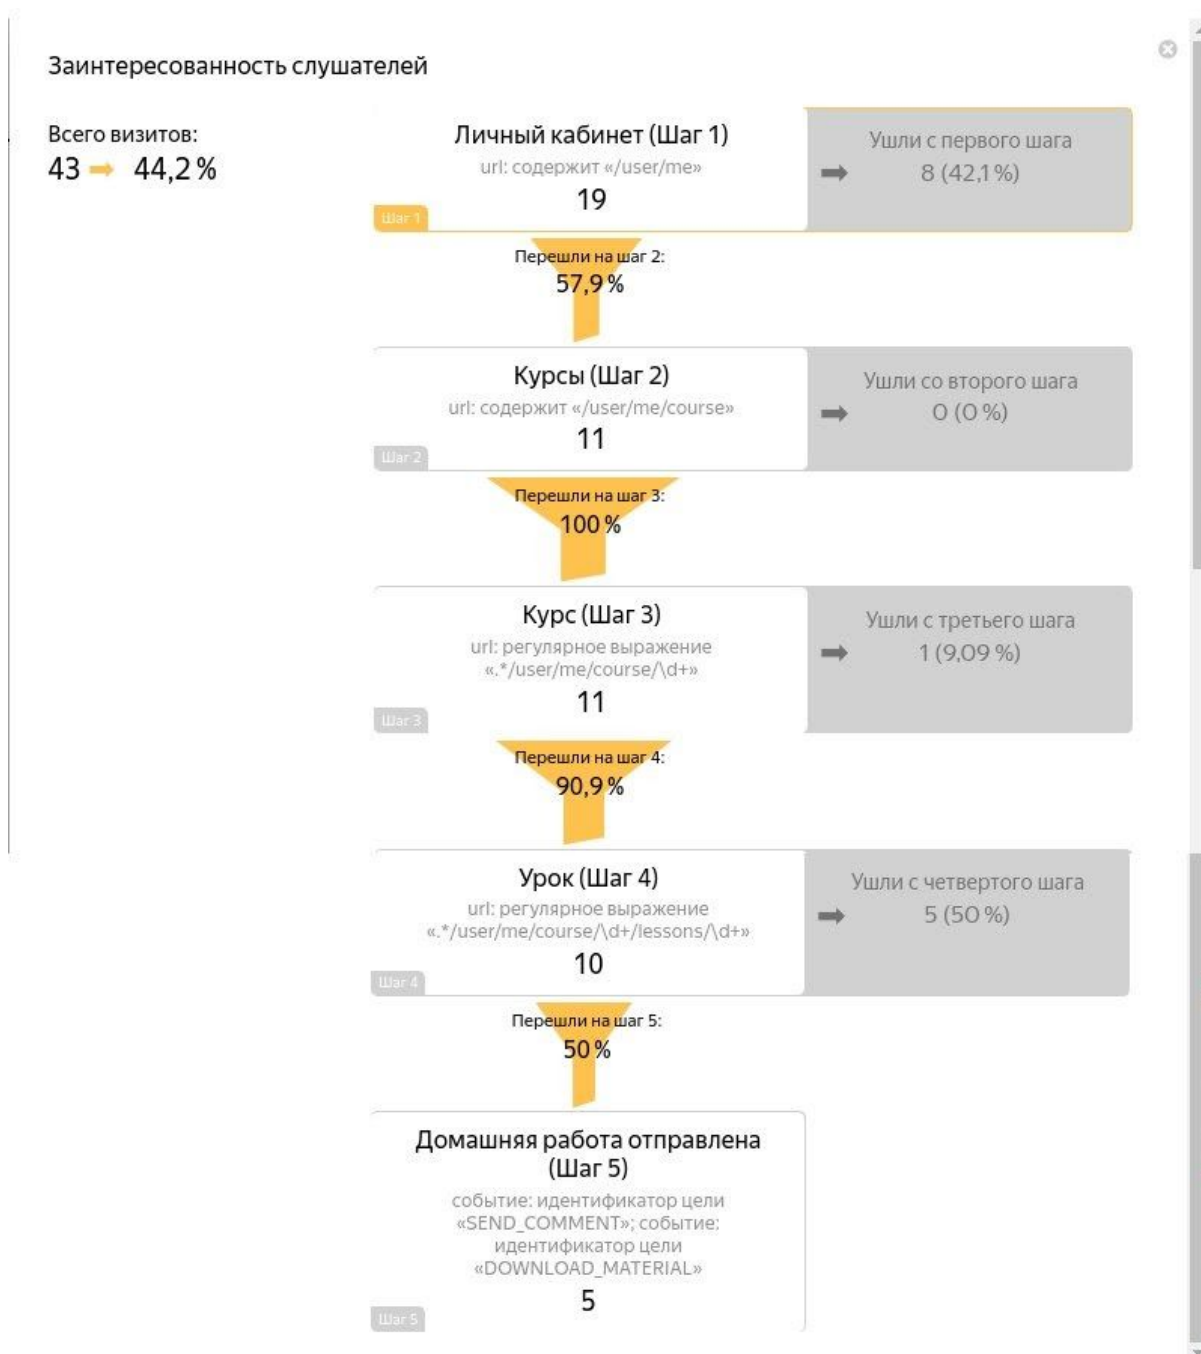 Заинтересованность слушателей
Всего визитов:
43 ➡ 44,2 %
Личный кабинет (Шаг 1)
url: содержит «/user/me»
19
Шаг 1
Ушли с первого шага
➡ 8 (42,1 %)
Перешли на шаг 2:
57,9 %
Курсы (Шаг 2)
url: содержит «/user/me/course»
11
Шаг 2
Ушли со второго шага
➡ 0 (0 %)
Перешли на шаг 3:
100 %
Курс (Шаг 3)
url: регулярное выражение
«.*/user/me/course/\d+»
11
Шаг 3
Ушли с третьего шага
➡ 1 (9,09 %)
Перешли на шаг 4:
90,9 %
Урок (Шаг 4)
url: регулярное выражение
«.*/user/me/course/\d+/lessons/\d+»
10
Шаг 4
Ушли с четвертого шага
➡ 5 (50 %)
Перешли на шаг 5:
50 %
Домашняя работа отправлена
(Шаг 5)
событие: идентификатор цели
«SEND_COMMENT»; событие:
идентификатор цели
«DOWNLOAD_MATERIAL»
5
Шаг 5